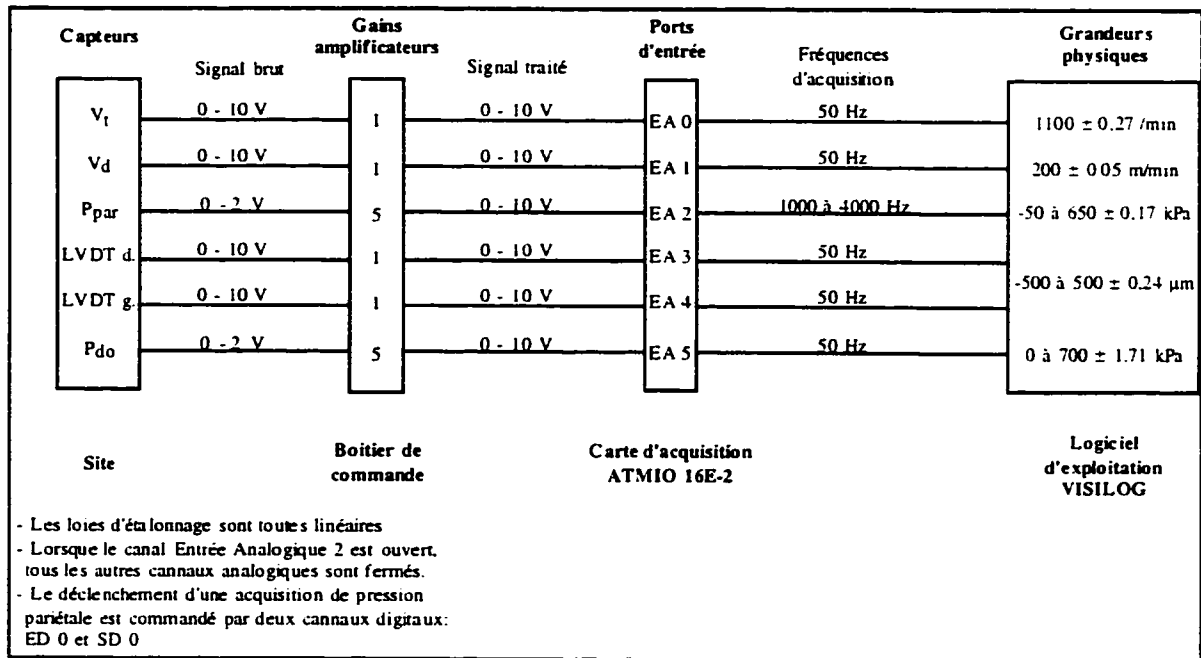 Capteurs
Gains
amplificateurs
Ports
d'entrée
Grandeurs
physiques
Signal brut
Signal traité
Fréquences
d'acquisition
Vt 0 - 10 V 1 0 - 10 V EA 0 50 Hz 1100 ± 0.27 /min
Vd 0 - 10 V 1 0 - 10 V EA 1 50 Hz 200 ± 0.05 m/min
Ppar 0 - 2 V 5 0 - 10 V EA 2 1000 à 4000 Hz -50 à 650 ± 0.17 kPa
LVDT d. 0 - 10 V 1 0 - 10 V EA 3 50 Hz
-500 à 500 ± 0.24 µm
LVDT g. 0 - 10 V 1 0 - 10 V EA 4 50 Hz
Pdo 0 - 2 V 5 0 - 10 V EA 5 50 Hz 0 à 700 ± 1.71 kPa
Site
Boitier de
commande
Carte d'acquisition
ATMIO 16E-2
Logiciel
d'exploitation
VISILOG
- Les loies d'étalonnage sont toutes linéaires
- Lorsque le canal Entrée Analogique 2 est ouvert,
tous les autres cannaux analogiques sont fermés.
- Le déclenchement d'une acquisition de pression
pariétale est commandé par deux cannaux digitaux:
ED 0 et SD 0